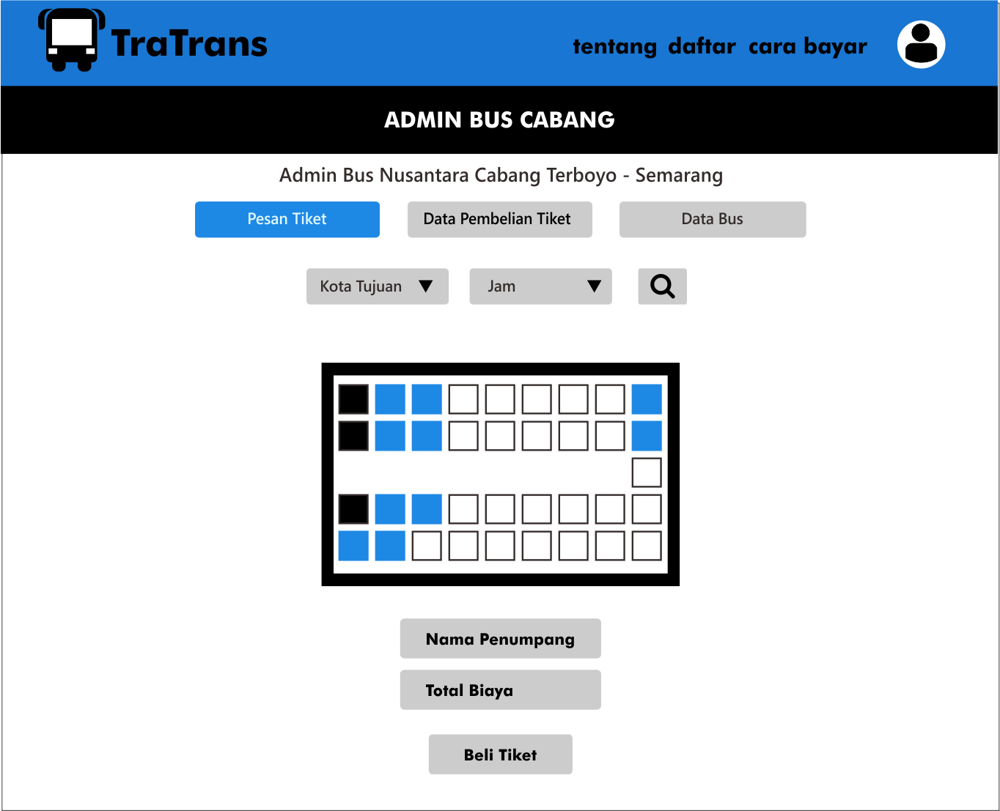 TraTrans
tentang daftar cara bayar
ADMIN BUS CABANG
Admin Bus Nusantara Cabang Terboyo - Semarang
Pesan Tiket
Data Pembelian Tiket
Data Bus
Kota Tujuan
Jam
Nama Penumpang
Total Biaya
Beli Tiket